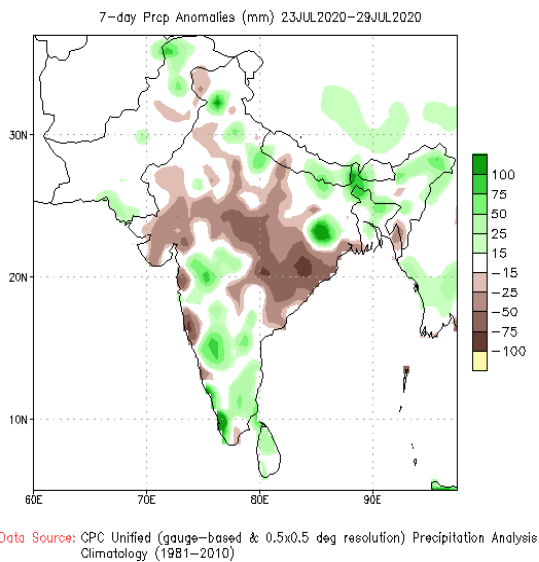 7-day Prcp Anomalies (mm) 23JUL2020-29JUL2020
30N
20N
10N
60E 70E 80E 90E
100
75
50
25
15
-15
-25
-50
-75
-100
Data Source: CPC Unified (gauge-based & 0.5x0.5 deg resolution) Precipitation Analysis
Climatology (1981-2010)